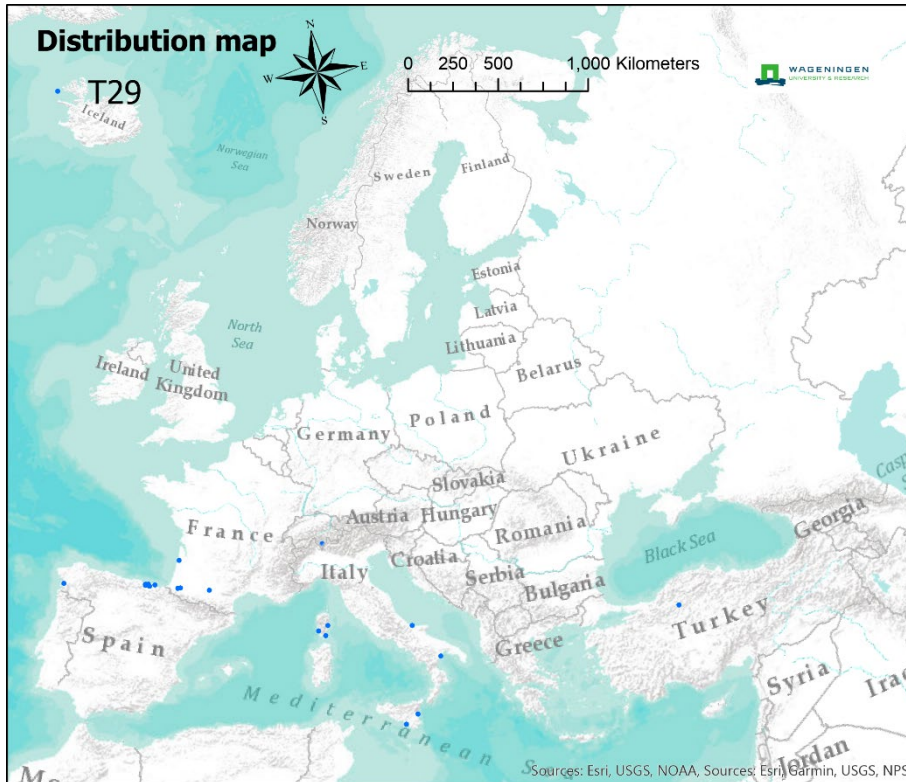 Distribution map
T29
N
W
E
S
0 250 500 1,000 Kilometers
WAGENINGEN
UNIVERSITY & RESEARCH
Iceland
Norwegian
Sea
Sweden
Finland
Norway
Estonia
North
Sea
Latvia
Lithuania
Ireland
United
Kingdom
Belarus
Poland
Germany
Ukraine
Slovakia
France
Austria
Hungary
Romania
Georgia
Black Sea
Croatia
Italy
Serbia
Bulgaria
Turkey
Spain
Greece
Syria
Mediterranean
Jordan
Sources: Esri, USGS, NOAA, Sources: Esri, Garmin, USGS, NPS